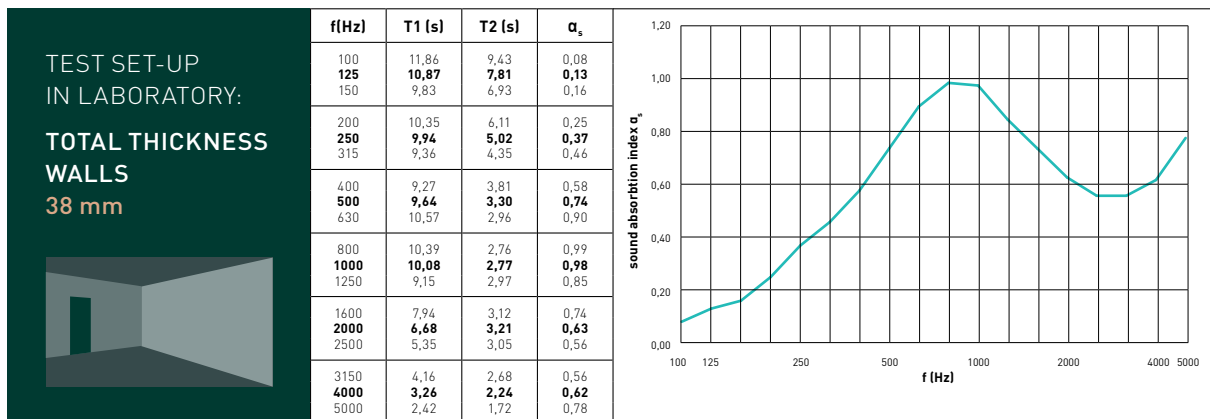 TEST SET-UP
IN LABORATORY:
TOTAL THICKNESS
WALLS
38 mm
f(Hz) T1 (s) T2 (s) αs
100 11,86 9,43 0,08
125 10,87 7,81 0,13
150 9,83 6,93 0,16
200 10,35 6,11 0,25
250 9,94 5,02 0,37
315 9,36 4,35 0,46
400 9,27 3,81 0,58
500 9,64 3,30 0,74
630 10,57 2,96 0,90
800 10,39 2,76 0,99
1000 10,08 2,77 0,98
1250 9,15 2,97 0,85
1600 7,94 3,12 0,74
2000 6,68 3,21 0,63
2500 5,35 3,05 0,56
3150 4,16 2,68 0,56
4000 3,26 2,24 0,62
5000 2,42 1,72 0,78
sound absorbtion index αs
1,20
1,00
0,80
0,60
0,40
0,20
0,00
100 125 250 500 1000 2000 4000 5000
f (Hz)